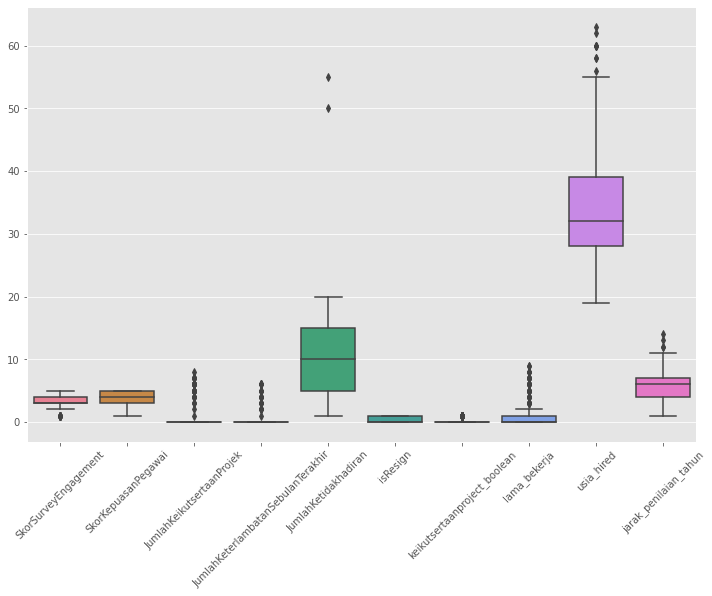 60
50
40
30
20
10
0
SkorSurveyEngagement
SkorKepuasanPegawai
JumlahKeikutsertaanProjek
JumlahKeterlambatanSebulanTerakhir
JumlahKetidakhadiran
isResign
keikutsertaanproject_boolean
lama_bekerja
usia_hired
jarak_penilaian_tahun